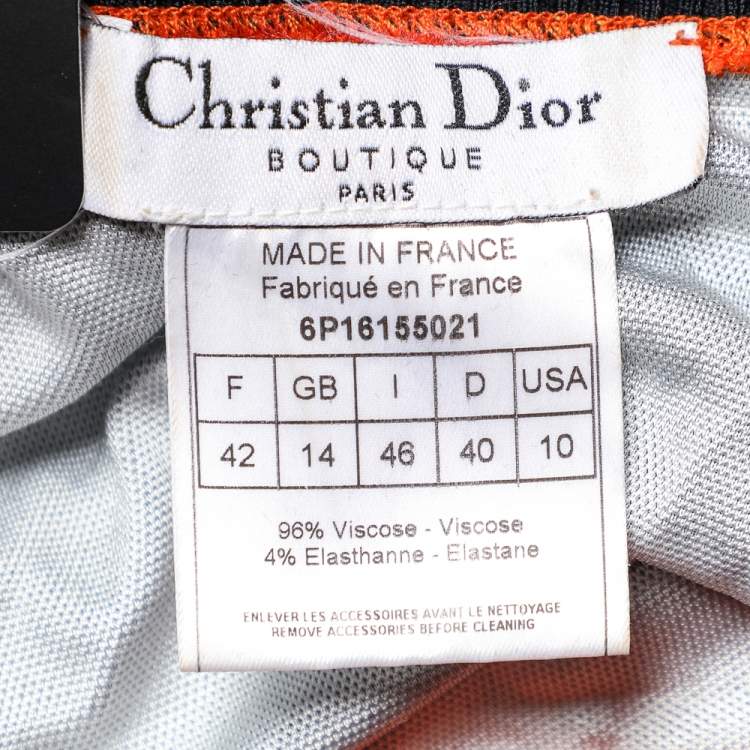 Christian Dior
BOUTIQUE
PARIS
MADE IN FRANCE
Fabriqué en France
6P16155021
F GB I D USA
42 14 46 40 10
96% Viscose - Viscose
4% Elasthanne - Elastane
ENLEVER LES ACCESSOIRES AVANT LE NETTOYAGE
REMOVE ACCESSORIES BEFORE CLEANING